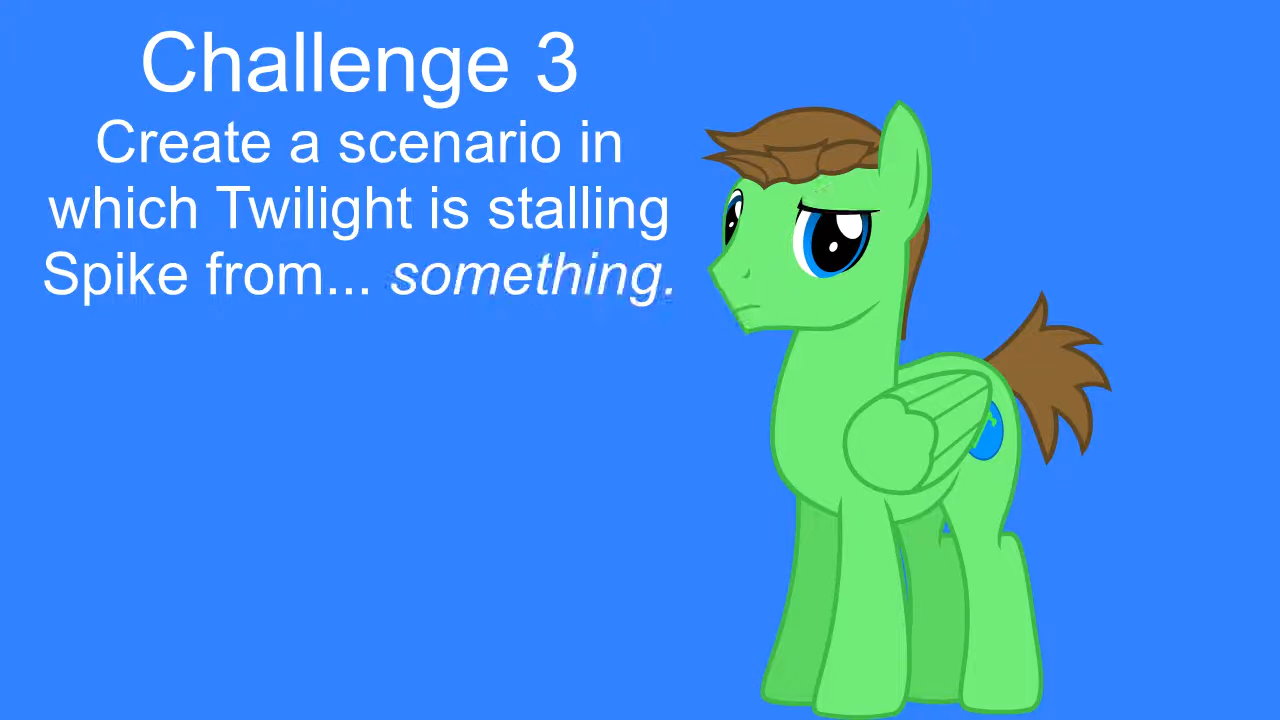 Challenge 3
Create a scenario in
which Twilight is stalling
Spike from... something.